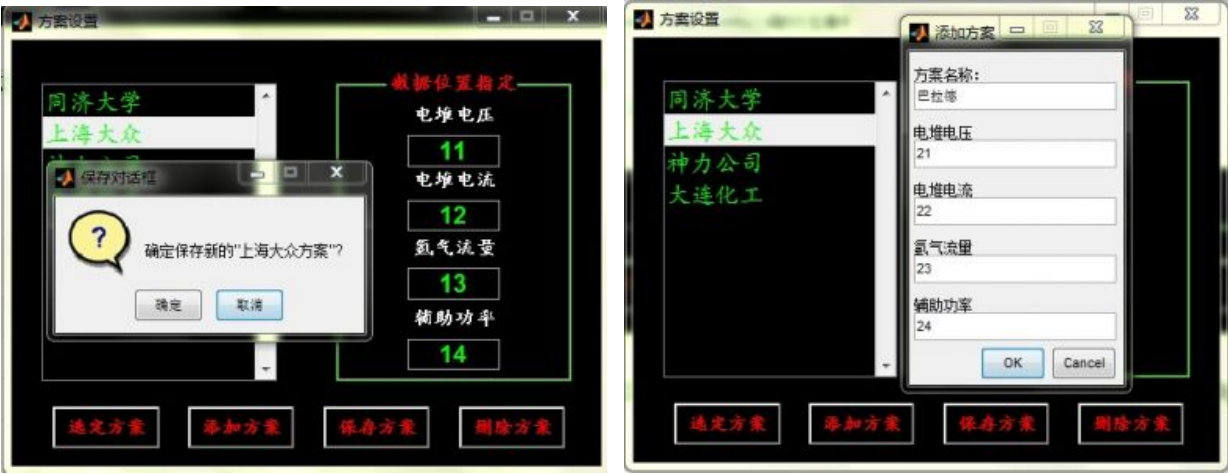 方案设置
同济大学
上海大众
数据位置指定
电堆电压
11
电堆电流
12
氢气流量
13
辅助功率
14
保存对话框
确定保存新的"上海大众方案"?
确定
取消
选定方案
添加方案
保存方案
删除方案
方案设置
同济大学
上海大众
神力公司
大连化工
添加方案
方案名称:
巴拉德
电堆电压
21
电堆电流
22
氢气流量
23
辅助功率
24
OK
Cancel
选定方案
添加方案
保存方案
删除方案